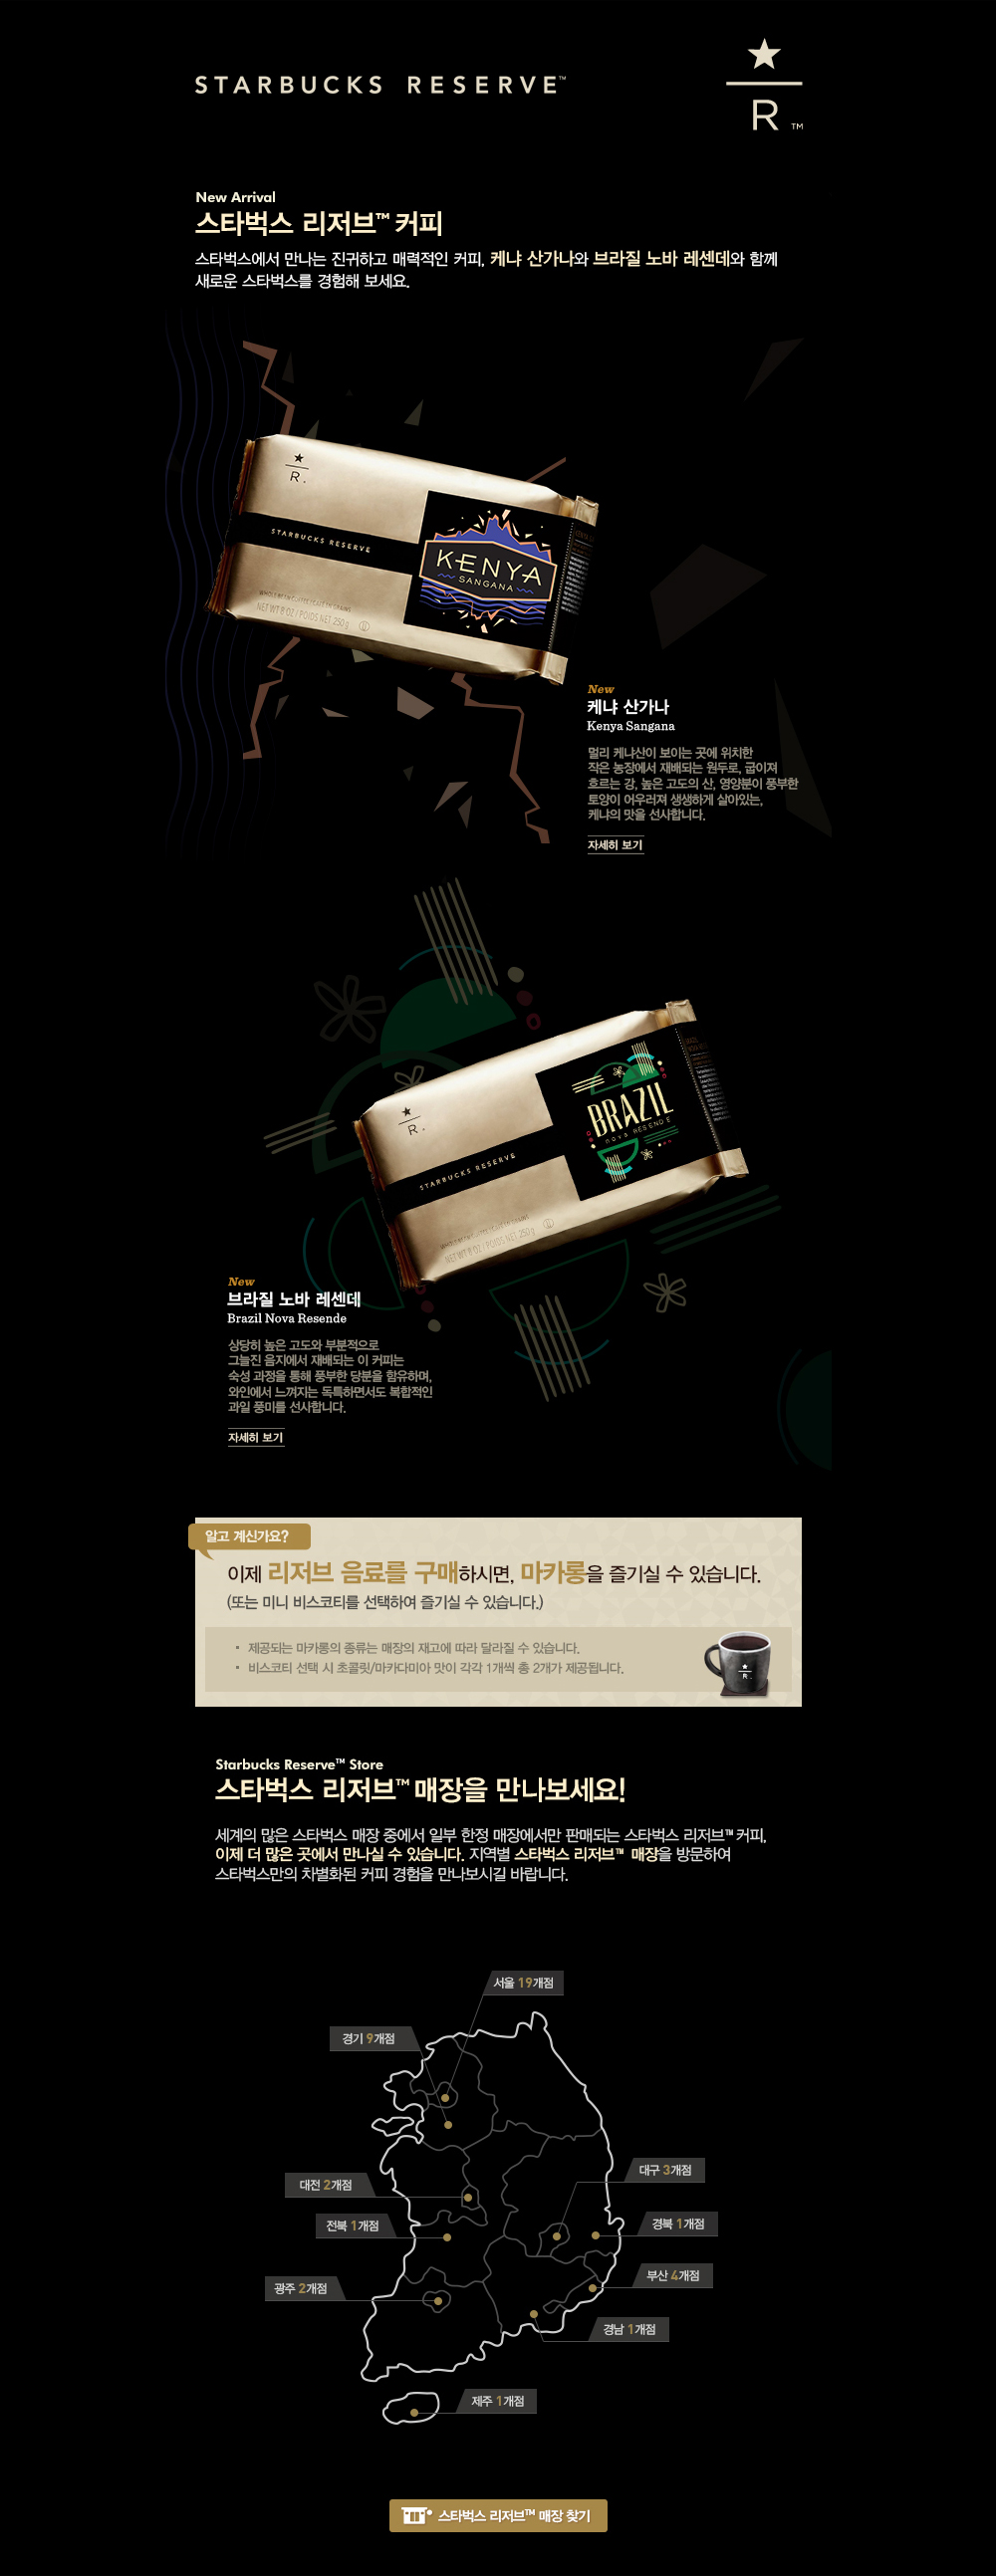 STARBUCKS RESERVE™
R™
New Arrival
스타벅스 리저브™ 커피
스타벅스에서 만나는 진귀하고 매력적인 커피, 케냐 산가나와 브라질 노바 레센데와 함께
새로운 스타벅스를 경험해 보세요.
R.
STARBUCKS RESERVE
KENYA
SANGANA
NET WT 8 OZ / POIDS NET 250 g
New
케냐 산가나
Kenya Sangana
멀리 케냐산이 보이는 곳에 위치한
작은 농장에서 재배되는 원두로, 굽이져
흐르는 강, 높은 고도의 산, 영양분이 풍부한
토양이 어우러져 생생하게 살아있는,
케냐의 맛을 선사합니다.
자세히 보기
R.
STARBUCKS RESERVE
BRAZIL
NOVA RESENDE
NET WT 8 OZ / POIDS NET 250 g
New
브라질 노바 레센데
Brazil Nova Resende
상당히 높은 고도와 부분적으로
그늘진 음지에서 재배되는 이 커피는
숙성 과정을 통해 풍부한 당분을 함유하며,
와인에서 느껴지는 독특하면서도 복합적인
과일 풍미를 선사합니다.
자세히 보기
알고 계신가요?
이제 리저브 음료를 구매하시면, 마카롱을 즐기실 수 있습니다.
(또는 미니 비스코티를 선택하여 즐기실 수 있습니다.)
• 제공되는 마카롱의 종류는 매장의 재고에 따라 달라질 수 있습니다.
• 비스코티 선택 시 초콜릿/마카다미아 맛이 각각 1개씩 총 2개가 제공됩니다.
R
Starbucks Reserve™ Store
스타벅스 리저브™ 매장을 만나보세요!
세계의 많은 스타벅스 매장 중에서 일부 한정 매장에서만 판매되는 스타벅스 리저브™ 커피,
이제 더 많은 곳에서 만나실 수 있습니다. 지역별 스타벅스 리저브™ 매장을 방문하여
스타벅스만의 차별화된 커피 경험을 만나보시길 바랍니다.
서울 19개점
경기 9개점
대구 3개점
대전 2개점
경북 1개점
전북 1개점
부산 4개점
광주 2개점
경남 1개점
제주 1개점
스타벅스 리저브™ 매장 찾기